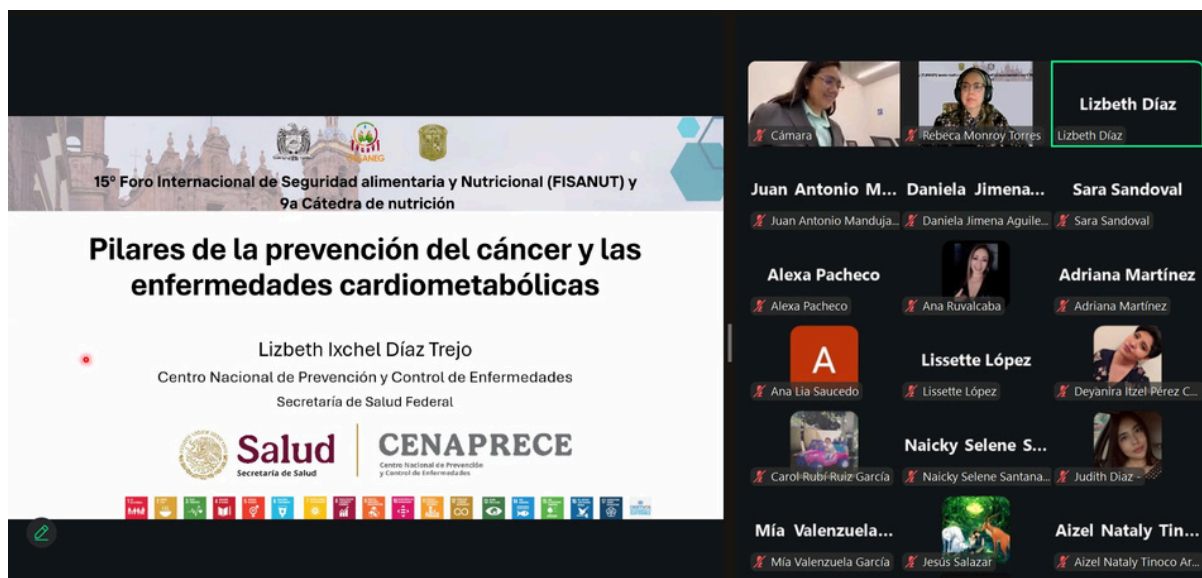 15° Foro Internacional de Seguridad alimentaria y Nutricional (FISANUT) y
9a Cátedra de nutrición
Pilares de la prevención del cáncer y las
enfermedades cardiometabólicas
Lizbeth Ixchel Díaz Trejo
Centro Nacional de Prevención y Control de Enfermedades
Secretaría de Salud Federal
Salud
Secretaría de Salud
CENAPRECE
Centro Nacional de Prevención
y Control de Enfermedades
Cámara
Rebeca Monroy Torres
Lizbeth Díaz
Lizbeth Díaz
Juan Antonio M...
Juan Antonio Manduja...
Daniela Jimena...
Daniela Jimena Aguile...
Sara Sandoval
Sara Sandoval
Alexa Pacheco
Alexa Pacheco
Ana Ruvalcaba
Adriana Martínez
Adriana Martínez
A
Ana Lia Saucedo
Lissette López
Lissette López
Deyanira Itzel Pérez C...
Carol Rubí Ruiz García
Naicky Selene S...
Naicky Selene Santana...
Judith Diaz -
Mía Valenzuela...
Mía Valenzuela García
Jesús Salazar
Aizel Nataly Tin...
Aizel Nataly Tinoco Ar...